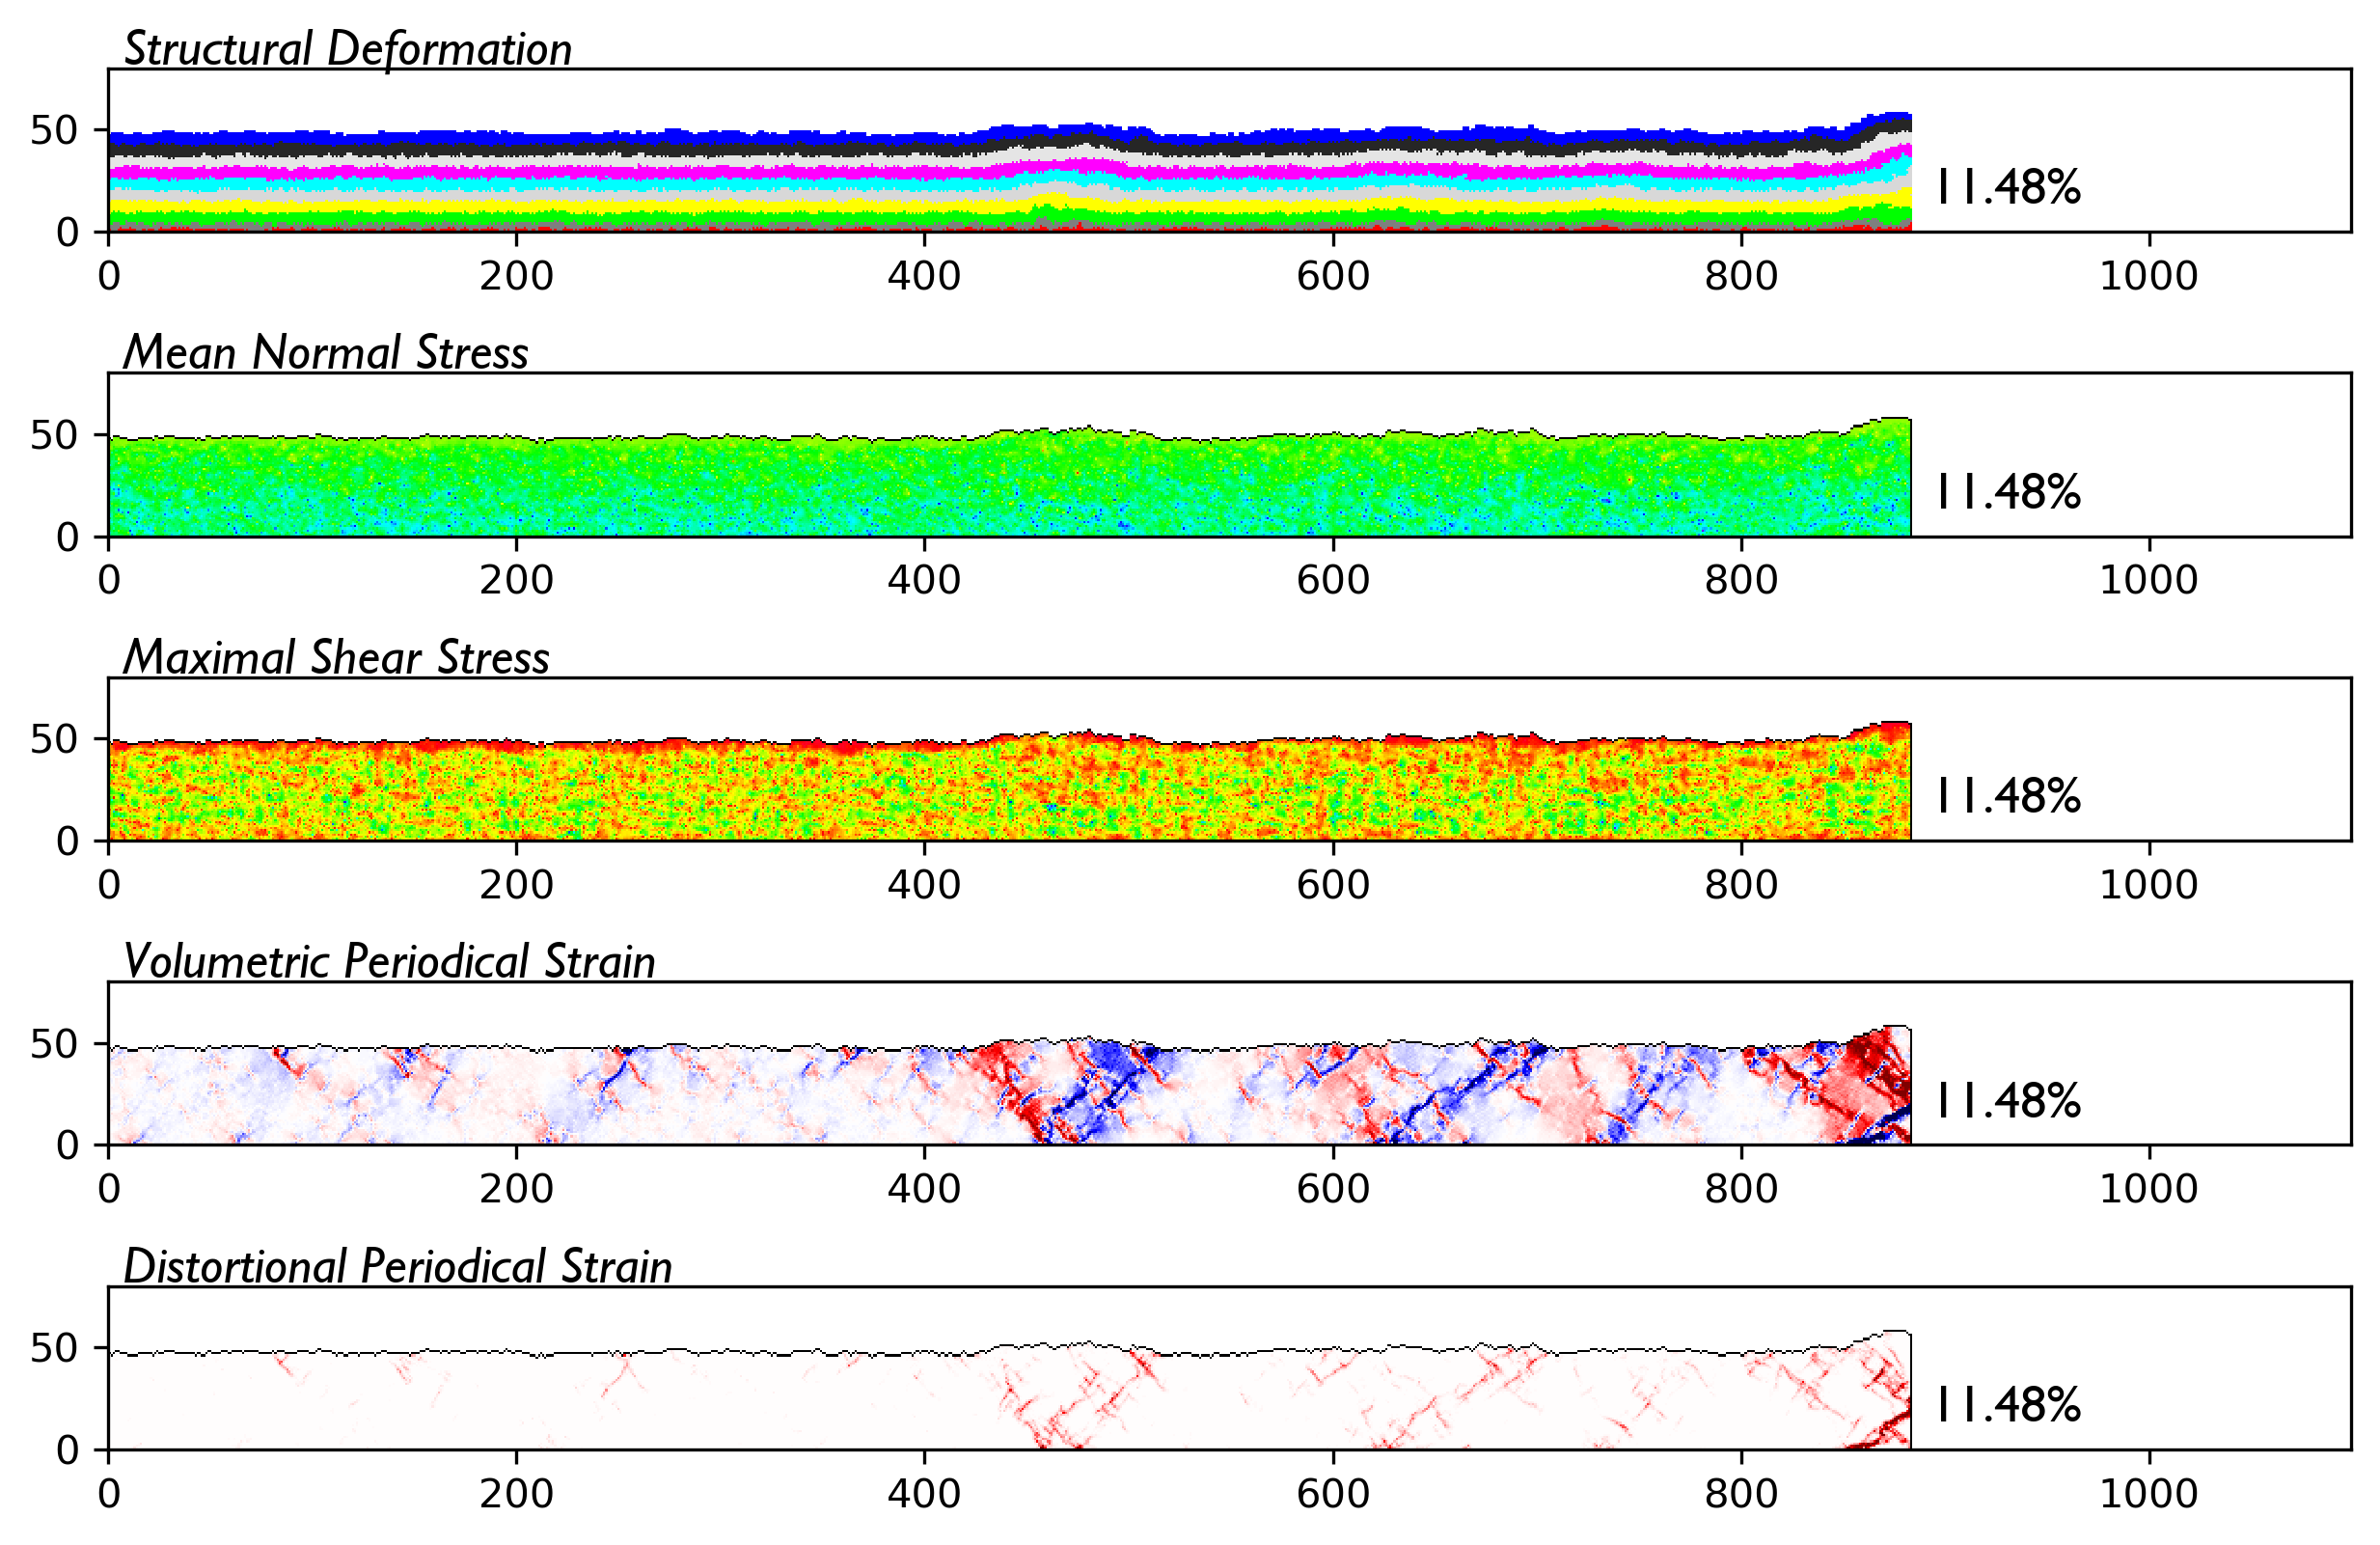 Structural Deformation
50
0
11.48%
0 200 400 600 800 1000
Mean Normal Stress
50
0
11.48%
0 200 400 600 800 1000
Maximal Shear Stress
50
0
11.48%
0 200 400 600 800 1000
Volumetric Periodical Strain
50
0
11.48%
0 200 400 600 800 1000
Distortional Periodical Strain
50
0
11.48%
0 200 400 600 800 1000